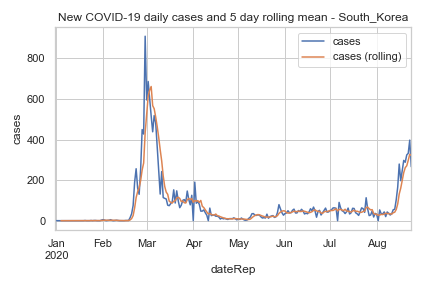 New COVID-19 daily cases and 5 day rolling mean - South_Korea
cases
cases (rolling)
800
600
400
200
0
cases
Jan Feb Mar Apr May Jun Jul Aug
2020
dateRep